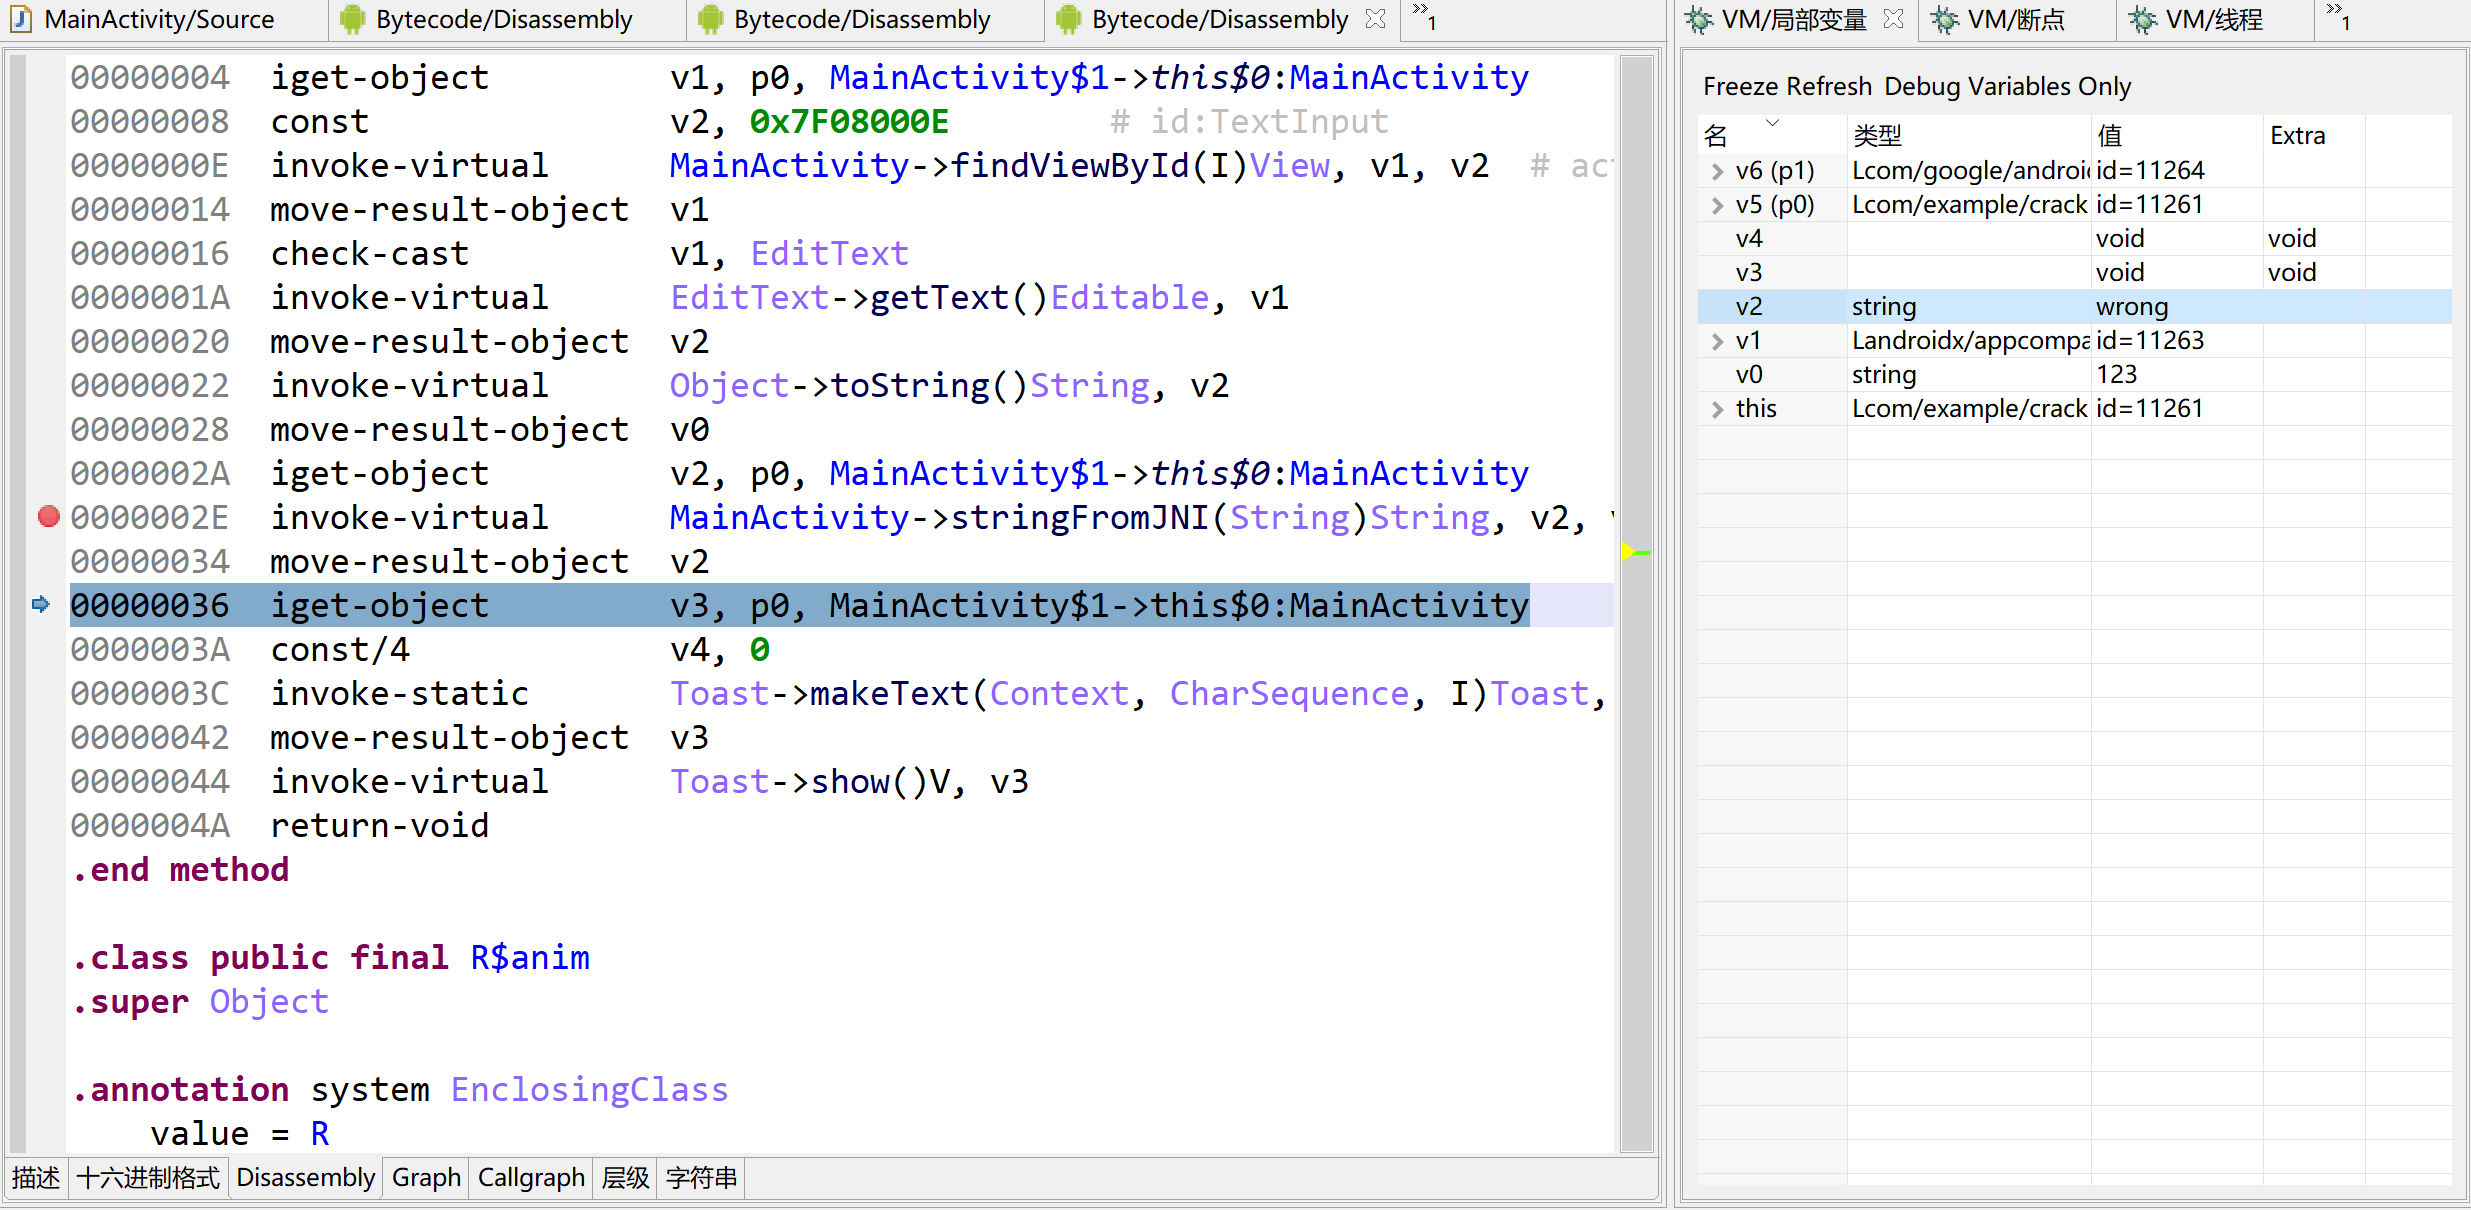 MainActivity/Source Bytecode/Disassembly Bytecode/Disassembly Bytecode/Disassembly »1
00000004 iget-object v1, p0, MainActivity$1->this$0:MainActivity
00000008 const v2, 0x7F08000E # id:TextInput
0000000E invoke-virtual MainActivity->findViewById(I)View, v1, v2 # ac
00000014 move-result-object v1
00000016 check-cast v1, EditText
0000001A invoke-virtual EditText->getText()Editable, v1
00000020 move-result-object v2
00000022 invoke-virtual Object->toString()String, v2
00000028 move-result-object v0
0000002A iget-object v2, p0, MainActivity$1->this$0:MainActivity
0000002E invoke-virtual MainActivity->stringFromJNI(String)String, v2,
00000034 move-result-object v2
00000036 iget-object v3, p0, MainActivity$1->this$0:MainActivity
0000003A const/4 v4, 0
0000003C invoke-static Toast->makeText(Context, CharSequence, I)Toast,
00000042 move-result-object v3
00000044 invoke-virtual Toast->show()V, v3
0000004A return-void
.end method
.class public final R$anim
.super Object
.annotation system EnclosingClass
value = R
描述 十六进制格式 Disassembly Graph Callgraph 层级 字符串
VM/局部变量 VM/断点 VM/线程 »1
Freeze Refresh Debug Variables Only
名 类型 值 Extra
v6 (p1) Lcom/google/androi id=11264
v5 (p0) Lcom/example/crack id=11261
v4 void void
v3 void void
v2 string wrong
v1 Landroidx/appcompa id=11263
v0 string 123
this Lcom/example/crack id=11261